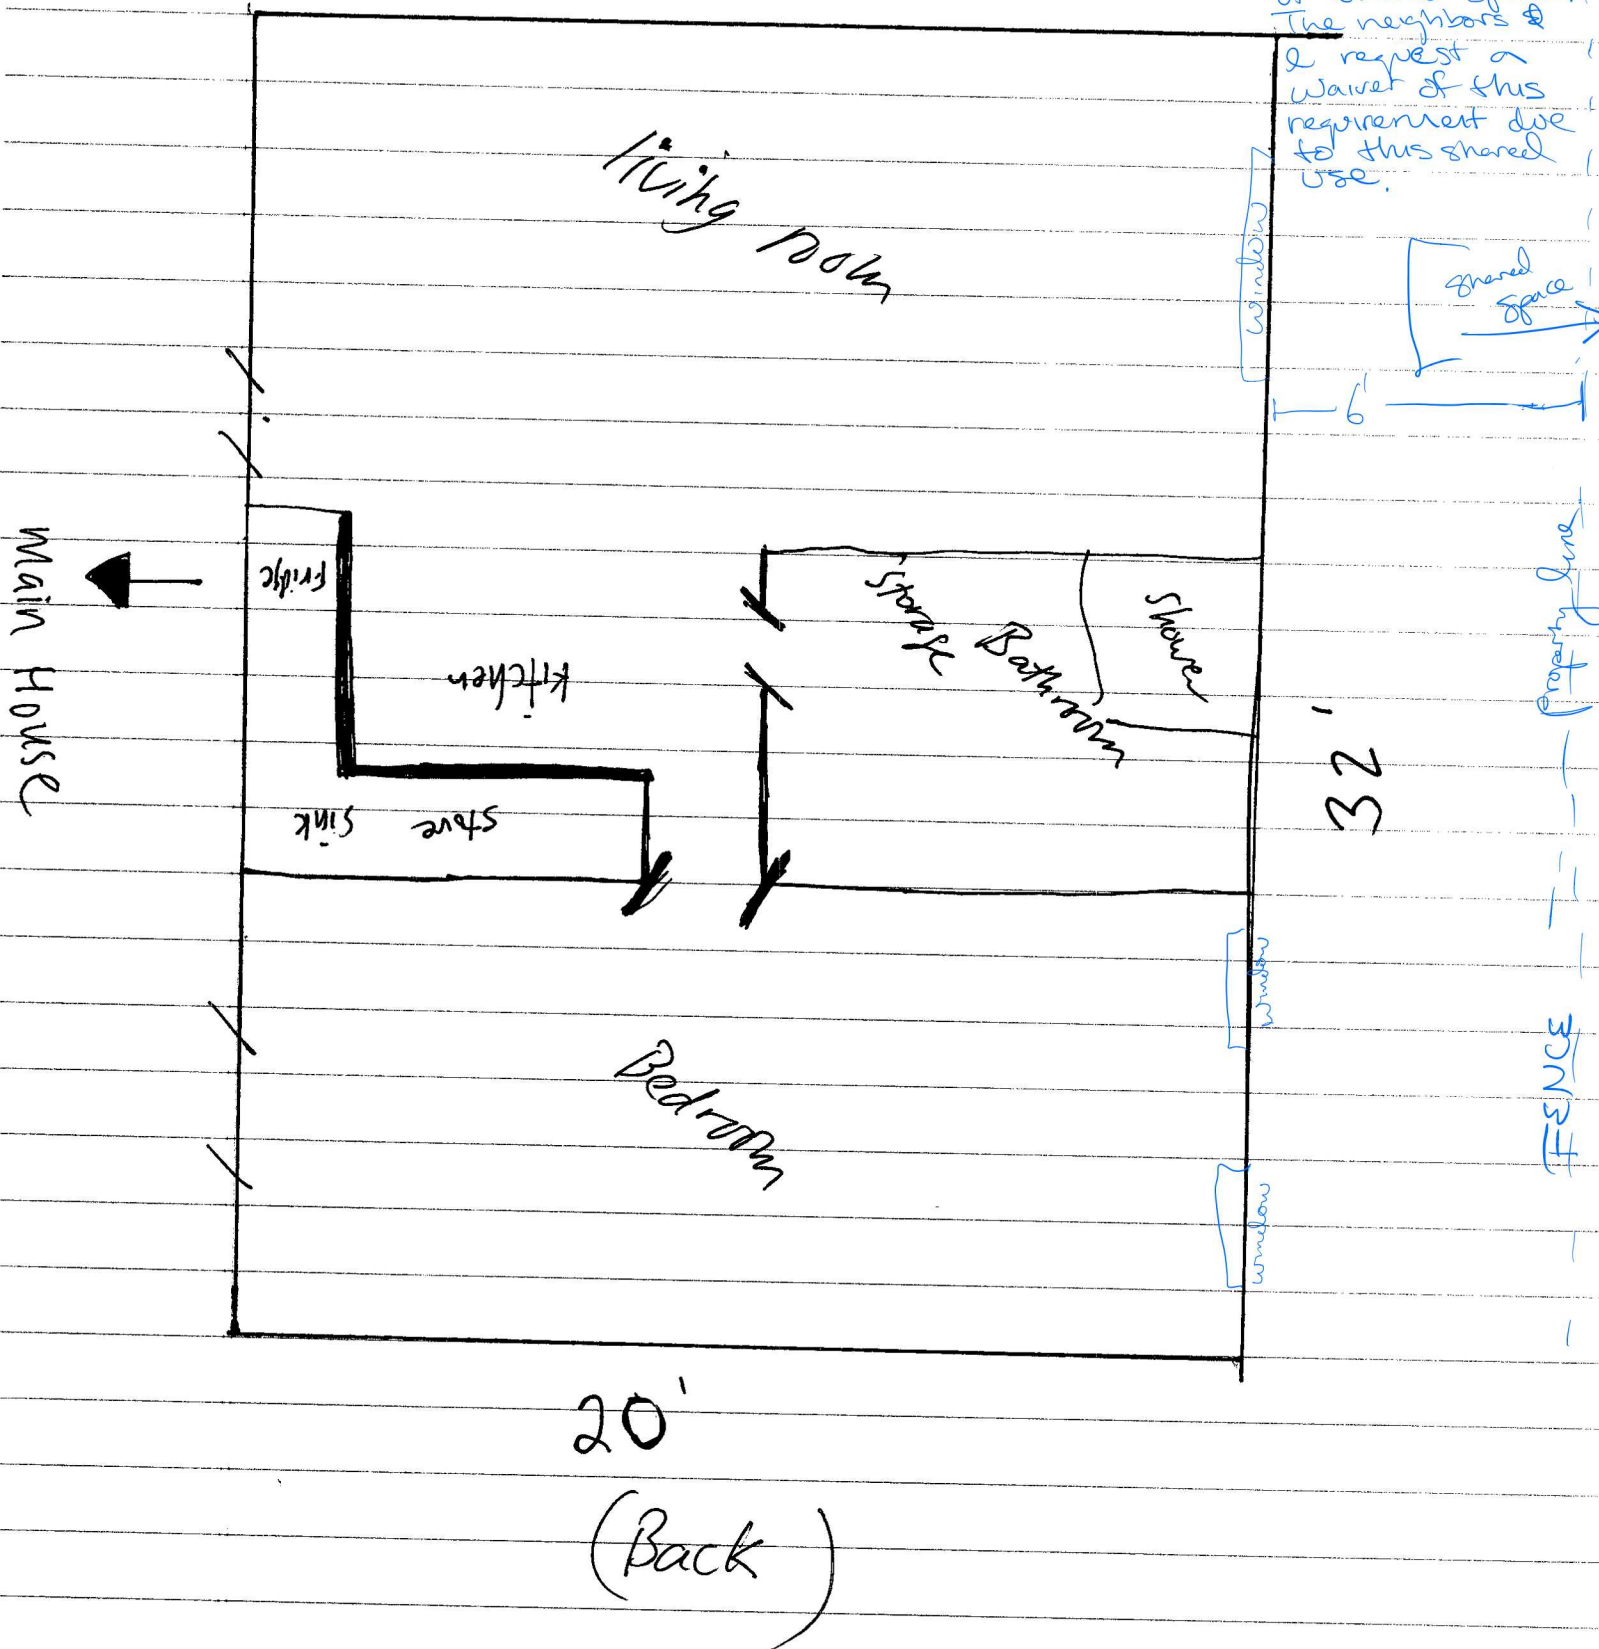 The neighbors &
I request a
waiver of this
requirement due
to this shared
use.
living room
window
shared
space
6'
Main House
Fridge
Kitchen
Storage
Bathroom
Shower
property line
32'
Sink
Stove
window
Bedroom
FENCE
window
20'
(Back)